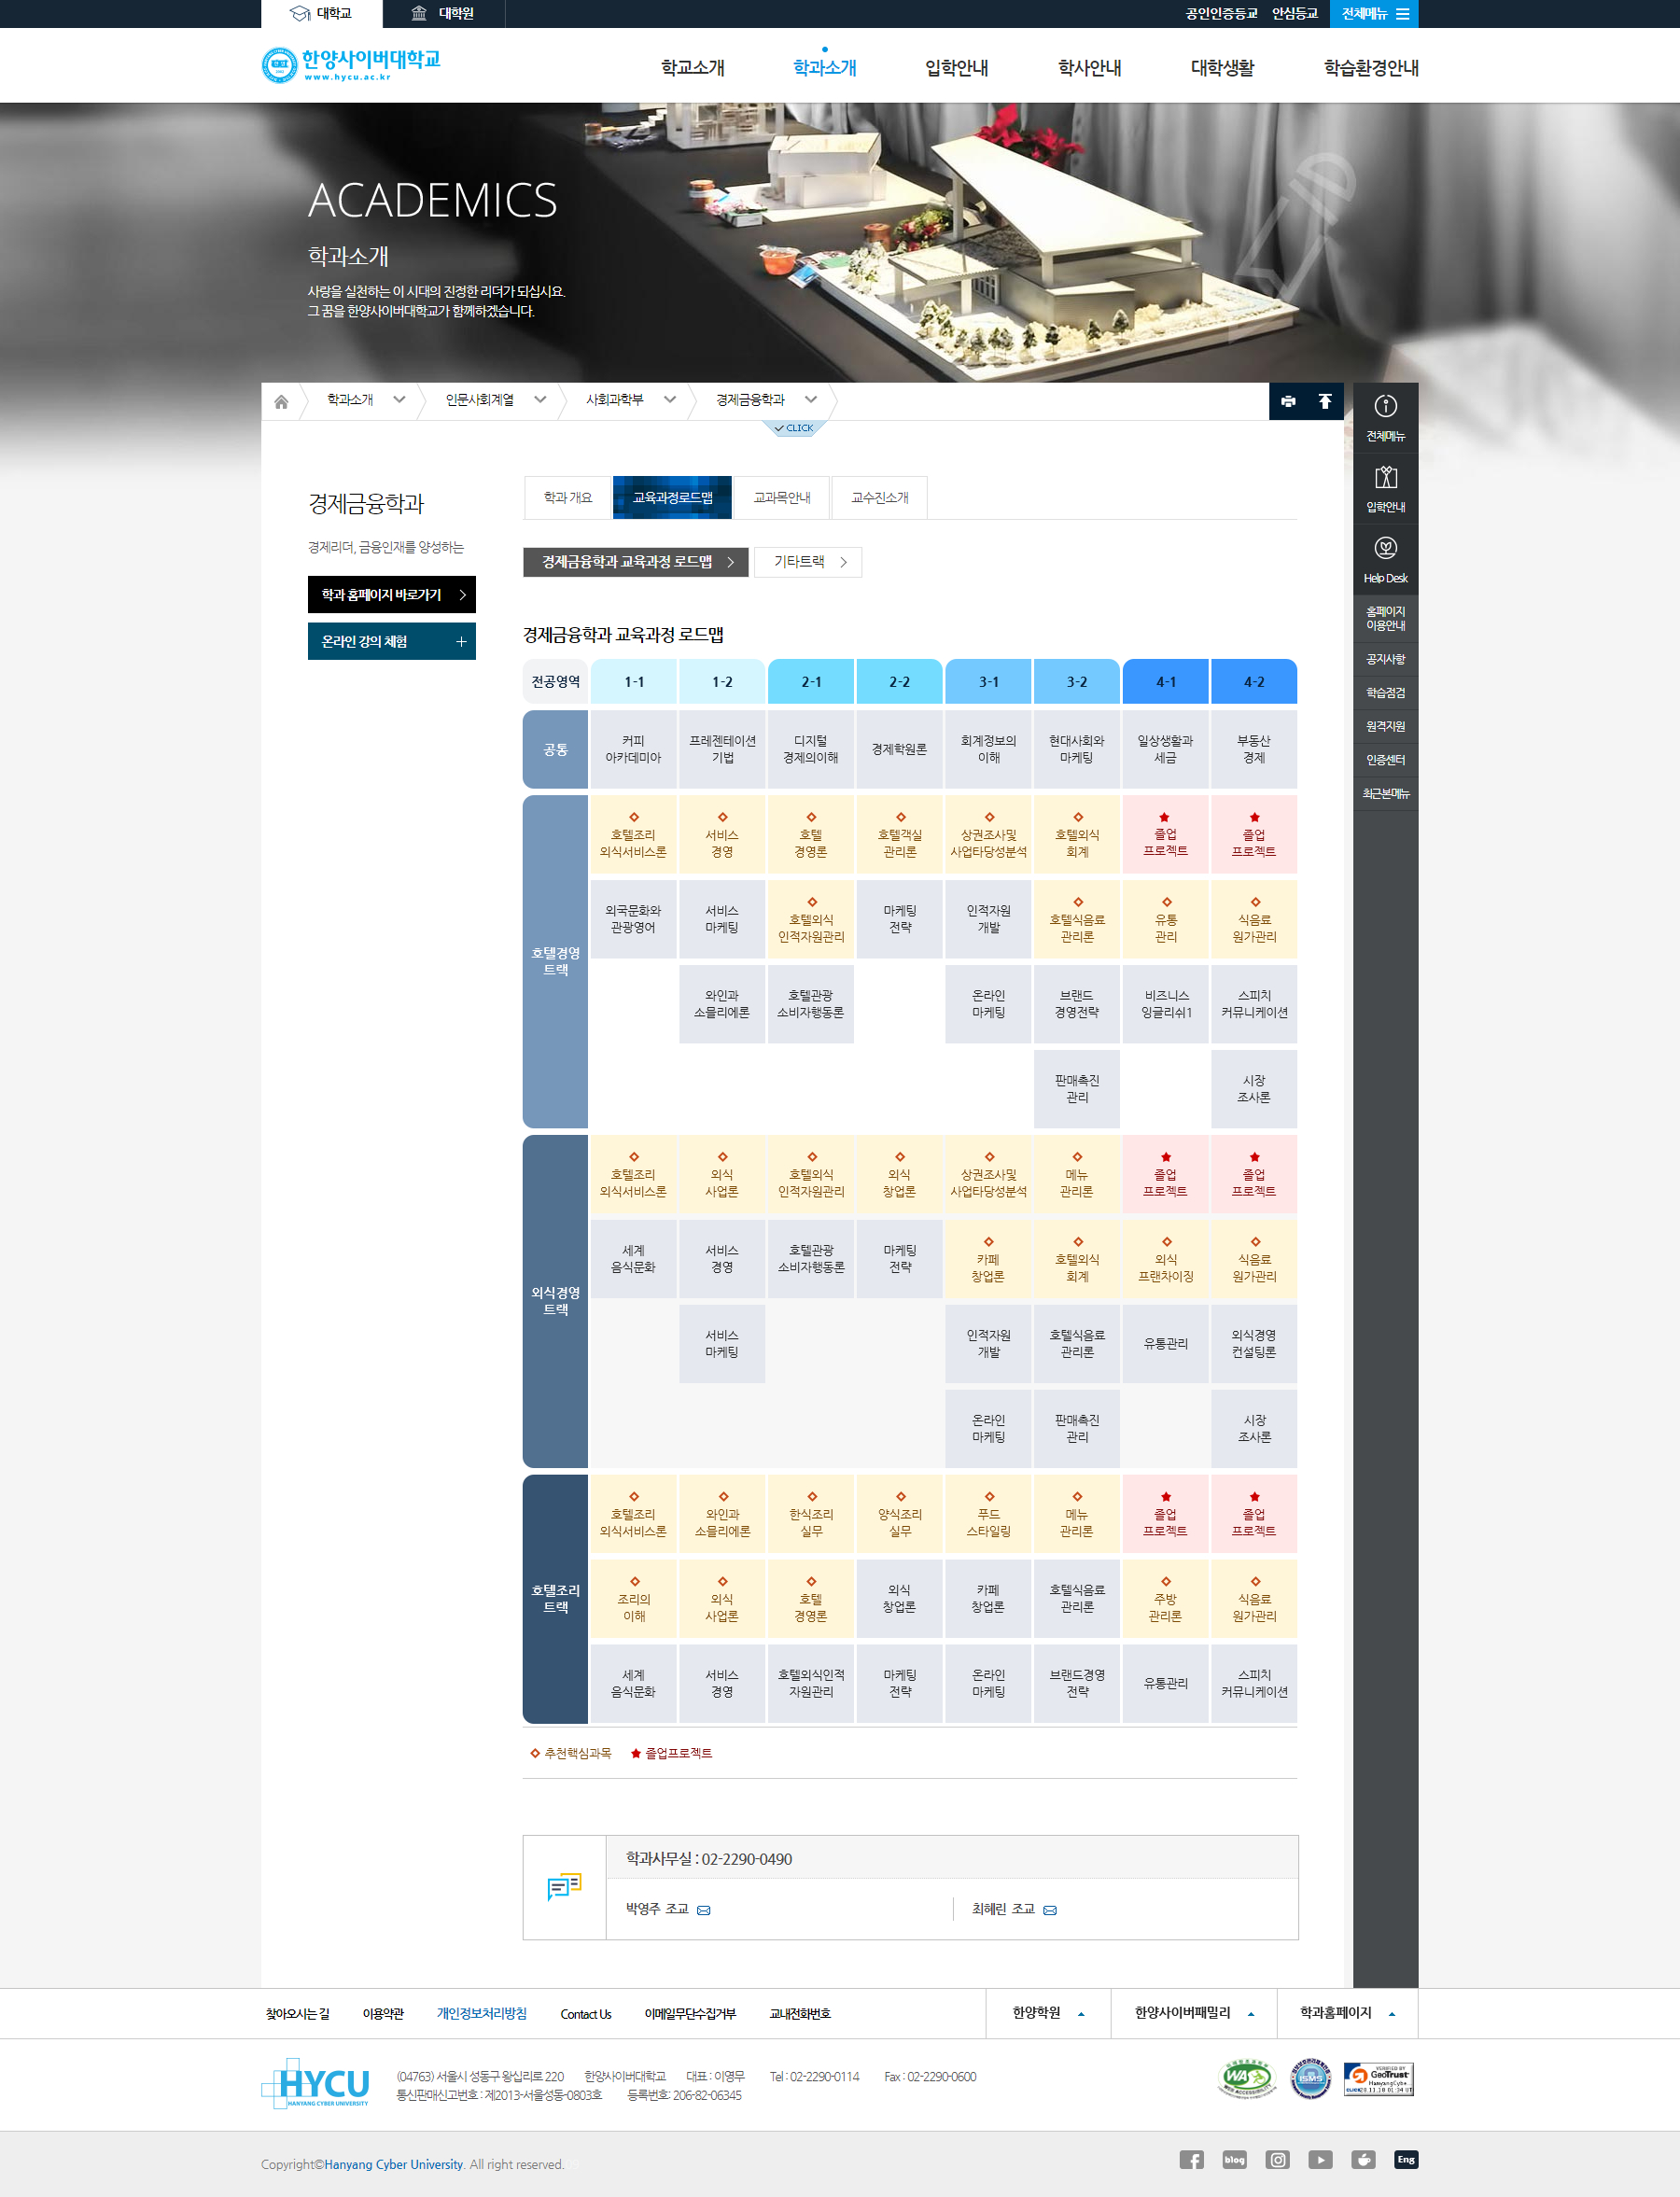 대학교
대학원
공인인증등교
안심등교
전체메뉴
한양사이버대학교
www.hycu.ac.kr
학교소개
학과소개
입학안내
학사안내
대학생활
학습환경안내
ACADEMICS
학과소개
사랑을 실천하는 이 시대의 진정한 리더가 되십시요.
그 꿈을 한양사이버대학교가 함께하겠습니다.
학과소개
인문사회계열
사회과학부
경제금융학과
CLICK
전체메뉴
입학안내
Help Desk
홈페이지
이용안내
공지사항
학습점검
원격지원
인증센터
최근본메뉴
경제금융학과
경제리더, 금융인재를 양성하는
학과 홈페이지 바로가기
온라인 강의 체험
학과 개요
교육과정로드맵
교과목안내
교수진소개
경제금융학과 교육과정 로드맵
기타트랙
경제금융학과 교육과정 로드맵
전공영역 1-1 1-2 2-1 2-2 3-1 3-2 4-1 4-2
공통
커피 아카데미아
프레젠테이션 기법
디지털 경제의이해
경제학원론
회계정보의 이해
현대사회와 마케팅
일상생활과 세금
부동산 경제
호텔경영 트랙
호텔조리 외식서비스론
서비스 경영
호텔 경영론
호텔객실 관리론
상권조사및 사업타당성분석
호텔외식 회계
졸업 프로젝트
졸업 프로젝트
외국문화와 관광영어
서비스 마케팅
호텔외식 인적자원관리
마케팅 전략
인적자원 개발
호텔식음료 관리론
유통 관리
식음료 원가관리
와인과 소믈리에론
호텔관광 소비자행동론
온라인 마케팅
브랜드 경영전략
비즈니스 잉글리쉬1
스피치 커뮤니케이션
판매촉진 관리
시장 조사론
외식경영 트랙
호텔조리 외식서비스론
외식 사업론
호텔외식 인적자원관리
외식 창업론
상권조사및 사업타당성분석
메뉴 관리론
졸업 프로젝트
졸업 프로젝트
세계 음식문화
서비스 경영
호텔관광 소비자행동론
마케팅 전략
카페 창업론
호텔외식 회계
외식 프랜차이징
식음료 원가관리
서비스 마케팅
인적자원 개발
호텔식음료 관리론
유통관리
외식경영 컨설팅론
온라인 마케팅
판매촉진 관리
시장 조사론
호텔조리 트랙
호텔조리 외식서비스론
와인과 소믈리에론
한식조리 실무
양식조리 실무
푸드 스타일링
메뉴 관리론
졸업 프로젝트
졸업 프로젝트
조리의 이해
외식 사업론
호텔 경영론
외식 창업론
카페 창업론
호텔식음료 관리론
주방 관리론
식음료 원가관리
세계 음식문화
서비스 경영
호텔외식인적 자원관리
마케팅 전략
온라인 마케팅
브랜드경영 전략
유통관리
스피치 커뮤니케이션
추천핵심과목
졸업프로젝트
학과사무실 : 02-2290-0490
박영주 조교
최혜린 조교
찾아오시는 길
이용약관
개인정보처리방침
Contact Us
이메일무단수집거부
교내전화번호
한양학원
한양사이버패밀리
학과홈페이지
HYCU
HANYANG CYBER UNIVERSITY
(04763) 서울시 성동구 왕십리로 220 한양사이버대학교 대표 : 이영무 Tel : 02-2290-0114 Fax : 02-2290-0600
통신판매신고번호 : 제2013-서울성동-0803호 등록번호: 206-82-06345
WA
ISMS
VERIFIED BY
GeoTrust
Copyright©Hanyang Cyber University. All right reserved.
blog
Eng